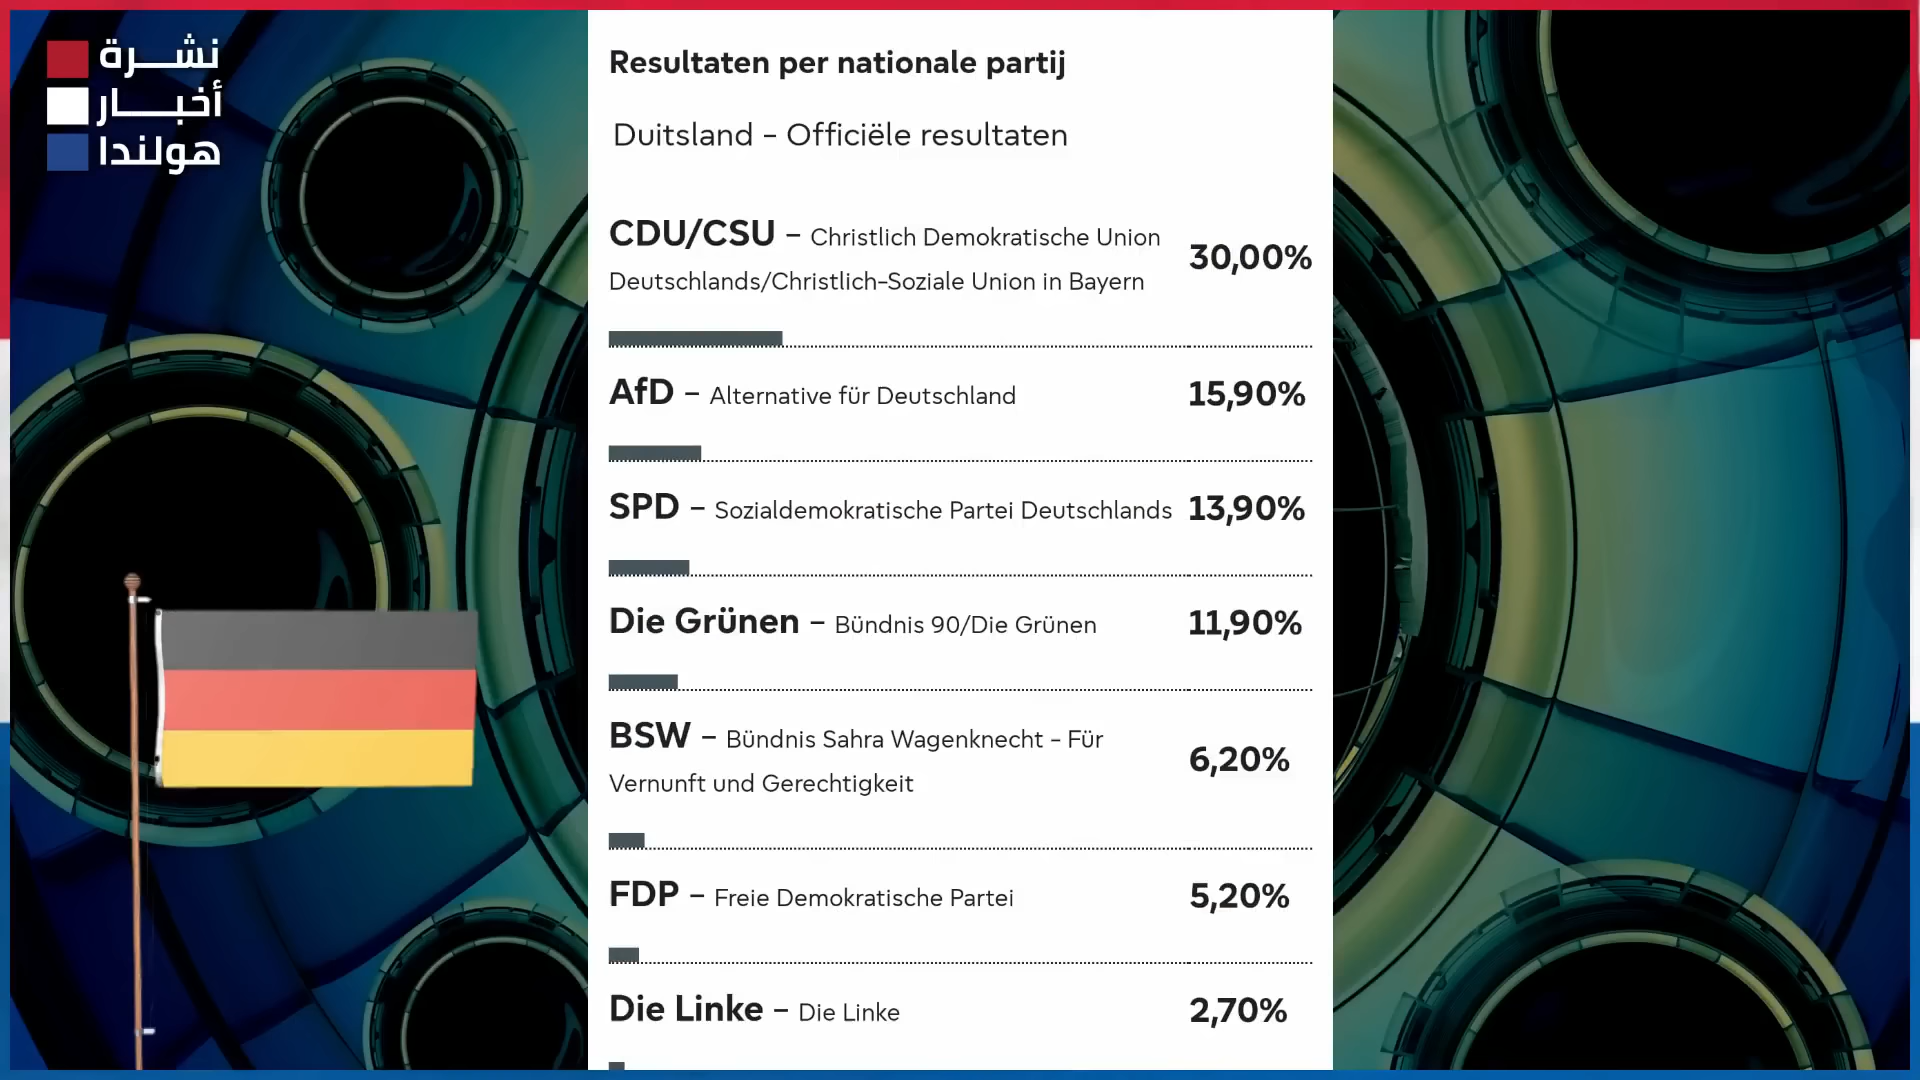 نشرة
أخبار
هولندا
Resultaten per nationale partij
Duitsland – Officiële resultaten
CDU/CSU – Christlich Demokratische Union
Deutschlands/Christlich-Soziale Union in Bayern
30,00%
AfD – Alternative für Deutschland 15,90%
SPD – Sozialdemokratische Partei Deutschlands 13,90%
Die Grünen – Bündnis 90/Die Grünen 11,90%
BSW – Bündnis Sahra Wagenknecht - Für
Vernunft und Gerechtigkeit
6,20%
FDP – Freie Demokratische Partei 5,20%
Die Linke – Die Linke 2,70%